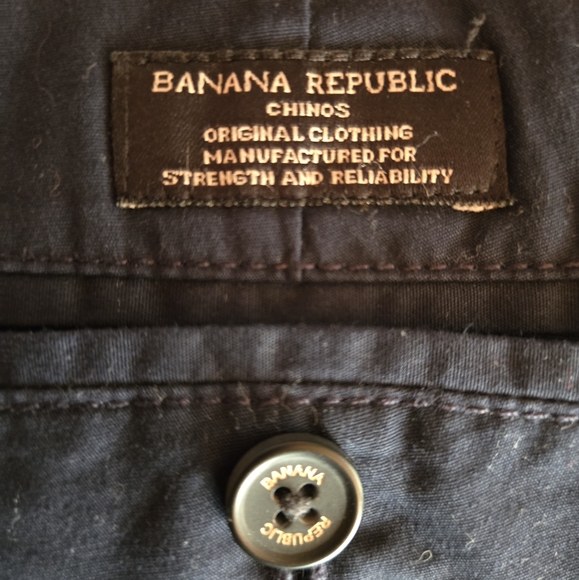 BANANA REPUBLIC
CHINOS
ORIGINAL CLOTHING
MANUFACTURED FOR
STRENGTH AND RELIABILITY
BANANA
REPUBLIC